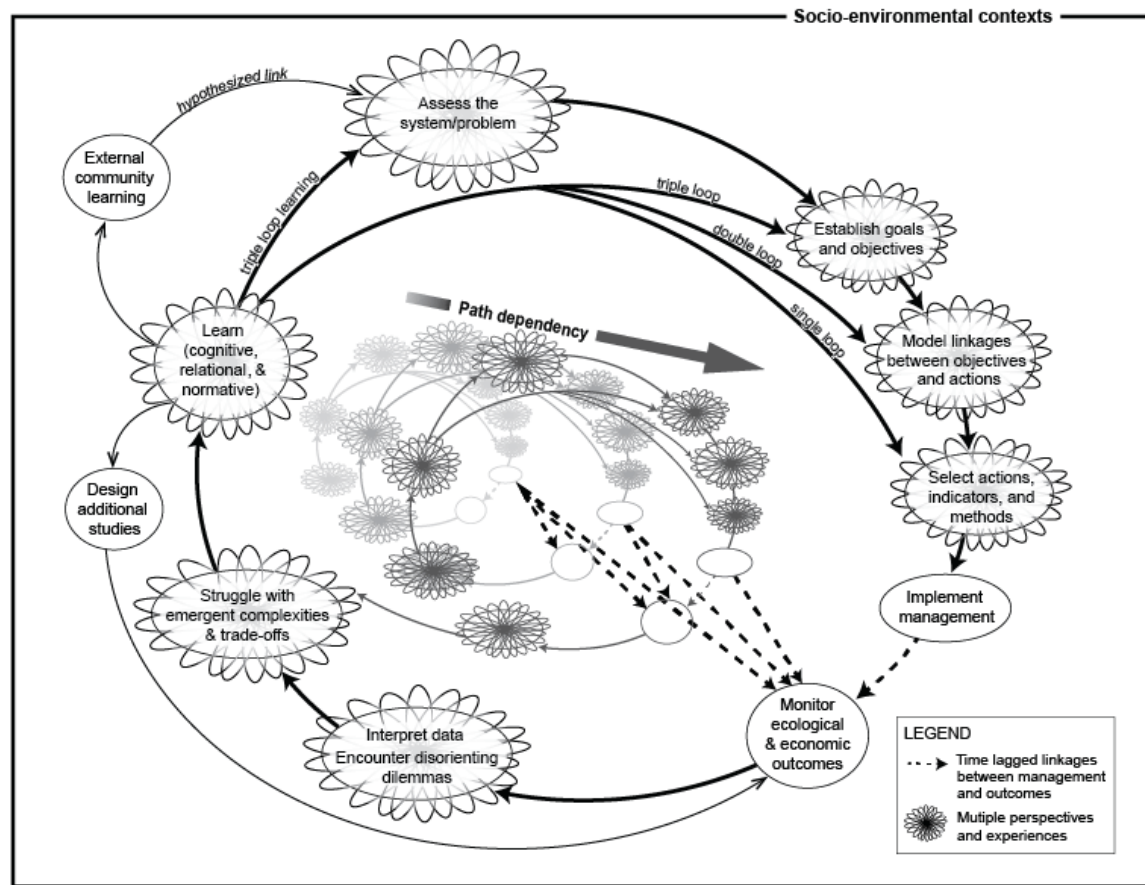 Socio-environmental contexts
hypothesized link
Assess the
system/problem
External
community
learning
triple loop learning
triple loop
double loop
single loop
Establish goals
and objectives
Learn
(cognitive,
relational, &
normative)
Path dependency
Model linkages
between objectives
and actions
Design
additional
studies
Select actions,
indicators, and
methods
Struggle with
emergent complexities
& trade-offs
Implement
management
Interpret data
Encounter disorienting
dilemmas
Monitor
ecological
& economic
outcomes
LEGEND
Time lagged linkages
between management
and outcomes
Mutiple perspectives
and experiences